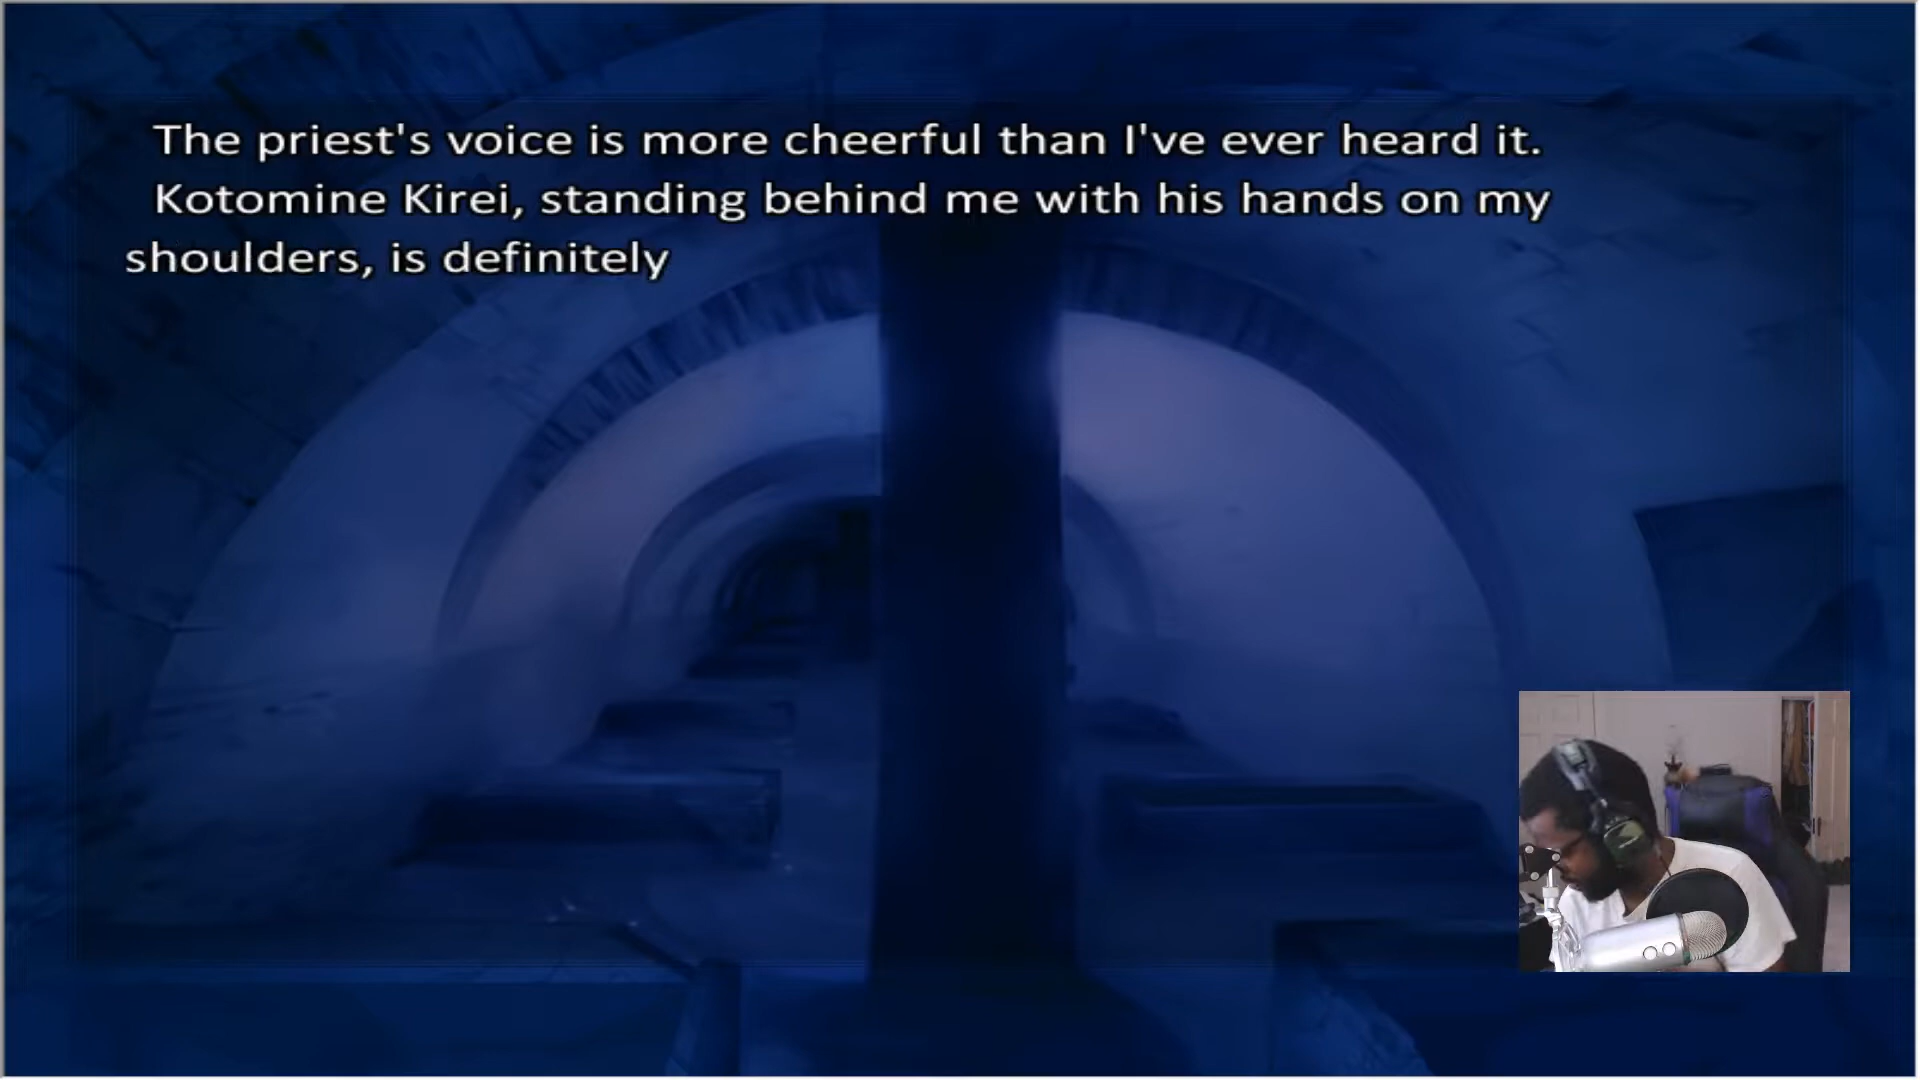 The priest's voice is more cheerful than I've ever heard it.
Kotomine Kirei, standing behind me with his hands on my
shoulders, is definitely